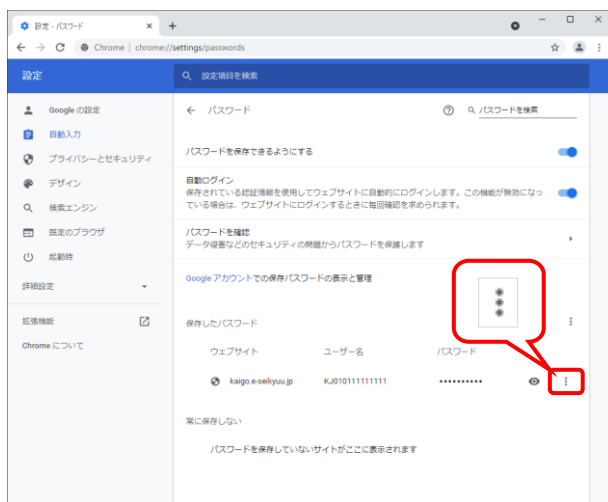 設定 - パスワード
Chrome | chrome://settings/passwords
設定
設定項目を検索
Google の設定
自動入力
プライバシーとセキュリティ
デザイン
検索エンジン
既定のブラウザ
起動時
詳細設定
拡張機能
Chrome について
パスワード
パスワードを検索
パスワードを保存できるようにする
自動ログイン
保存されている認証情報を使用してウェブサイトに自動的にログインします。この機能が無効になっ
ている場合は、ウェブサイトにログインするときに毎回確認を求められます。
パスワードを確認
データ侵害などのセキュリティの問題からパスワードを保護します
Google アカウントでの保存パスワードの表示と管理
保存したパスワード
ウェブサイト ユーザー名 パスワード
kaigo.e-seikyuu.jp KJ010111111111 ••••••••••
常に保存しない
パスワードを保存していないサイトがここに表示されます